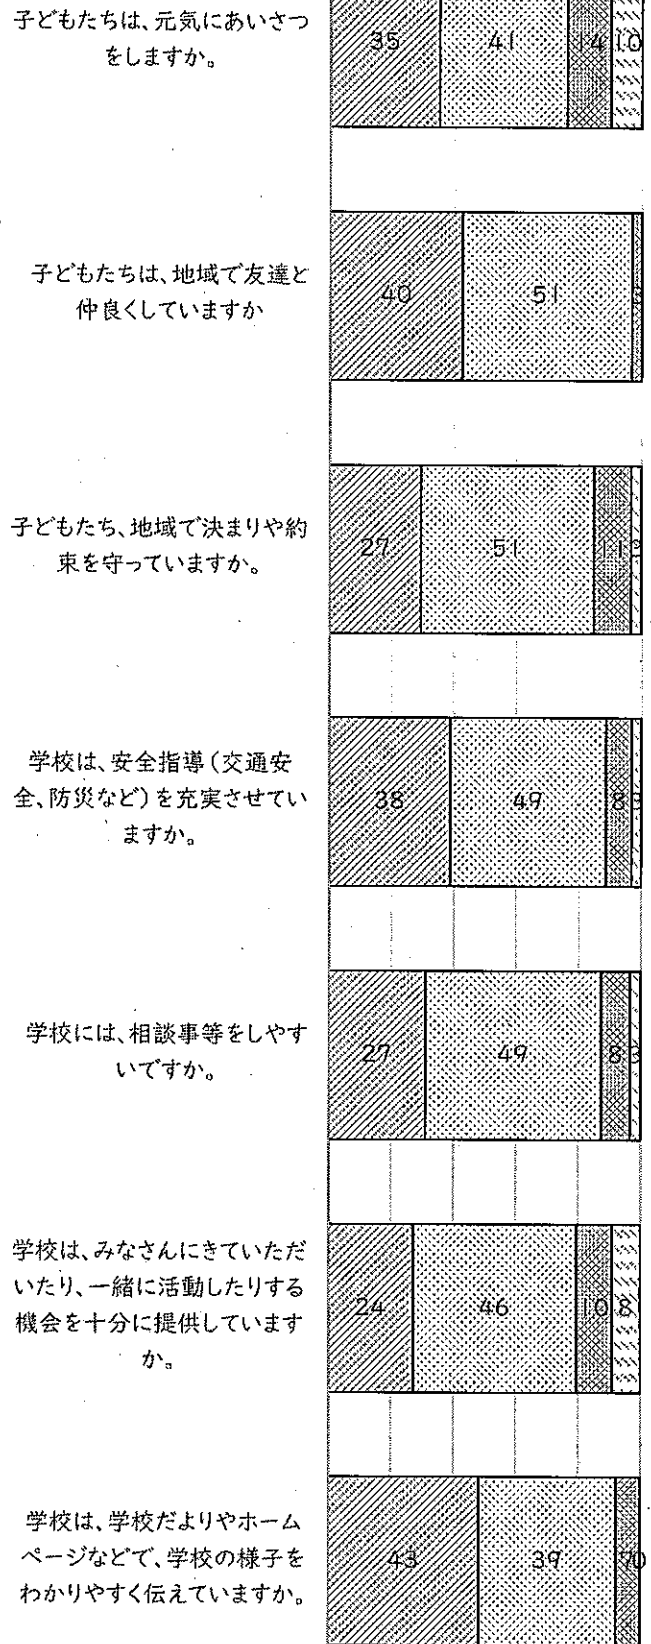 子どもたちは、元気にあいさつ
をしますか。
35 41 14 10
子どもたちは、地域で友達と
仲良くしていますか
40 51 3
子どもたち、地域で決まりや約
束を守っていますか。
27 51 11 3
学校は、安全指導(交通安
全、防災など)を充実させてい
ますか。
38 49 8 3
学校には、相談事等をしやす
いですか。
27 49 8 3
学校は、みなさんにきていただ
いたり、一緒に活動したりする
機会を十分に提供しています
か。
24 46 10 8
学校は、学校だよりやホーム
ページなどで、学校の様子を
わかりやすく伝えていますか。
43 39 7 0